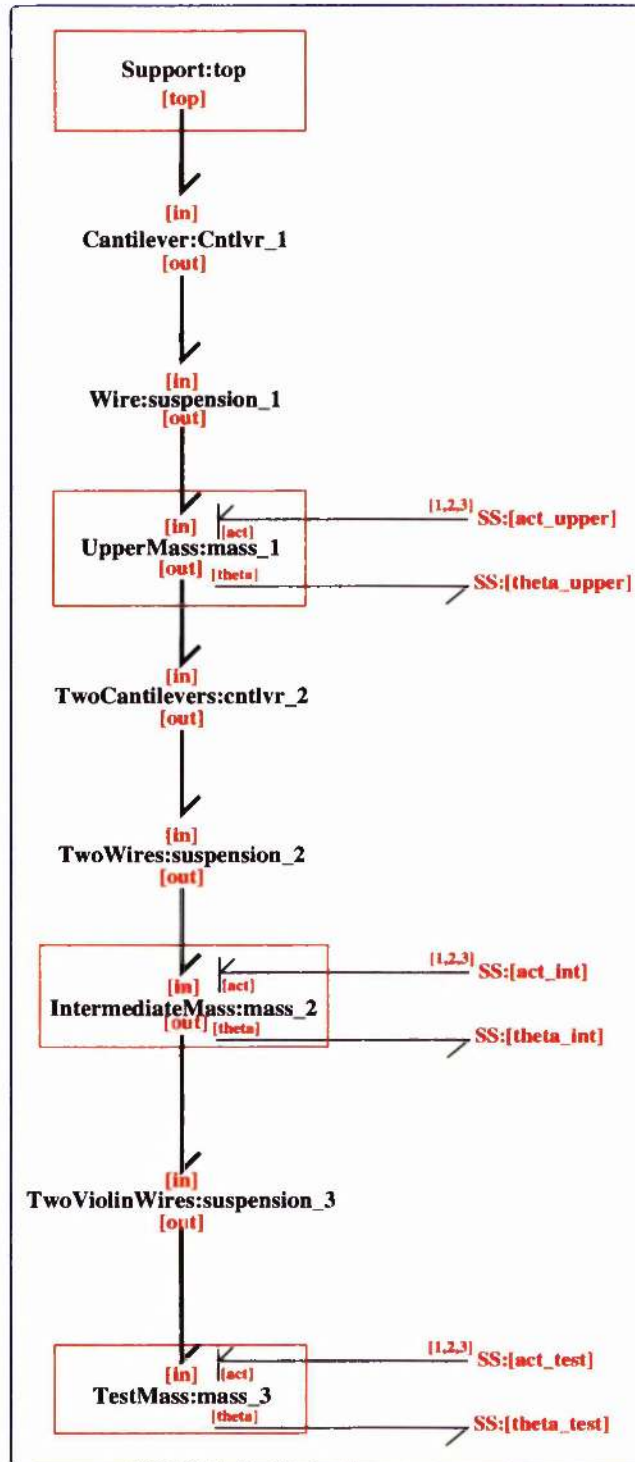 Support:top
[top]
[in]
Cantilever:Cntlvr_1
[out]
[in]
Wire:suspension_1
[out]
[in] [act] [1,2,3] SS:[act_upper]
UpperMass:mass_1
[out] [theta] SS:[theta_upper]
[in]
TwoCantilevers:cntlvr_2
[out]
[in]
TwoWires:suspension_2
[out]
[in] [act] [1,2,3] SS:[act_int]
IntermediateMass:mass_2
[out] [theta] SS:[theta_int]
[in]
TwoViolinWires:suspension_3
[out]
[in] [act] [1,2,3] SS:[act_test]
TestMass:mass_3
[theta] SS:[theta_test]